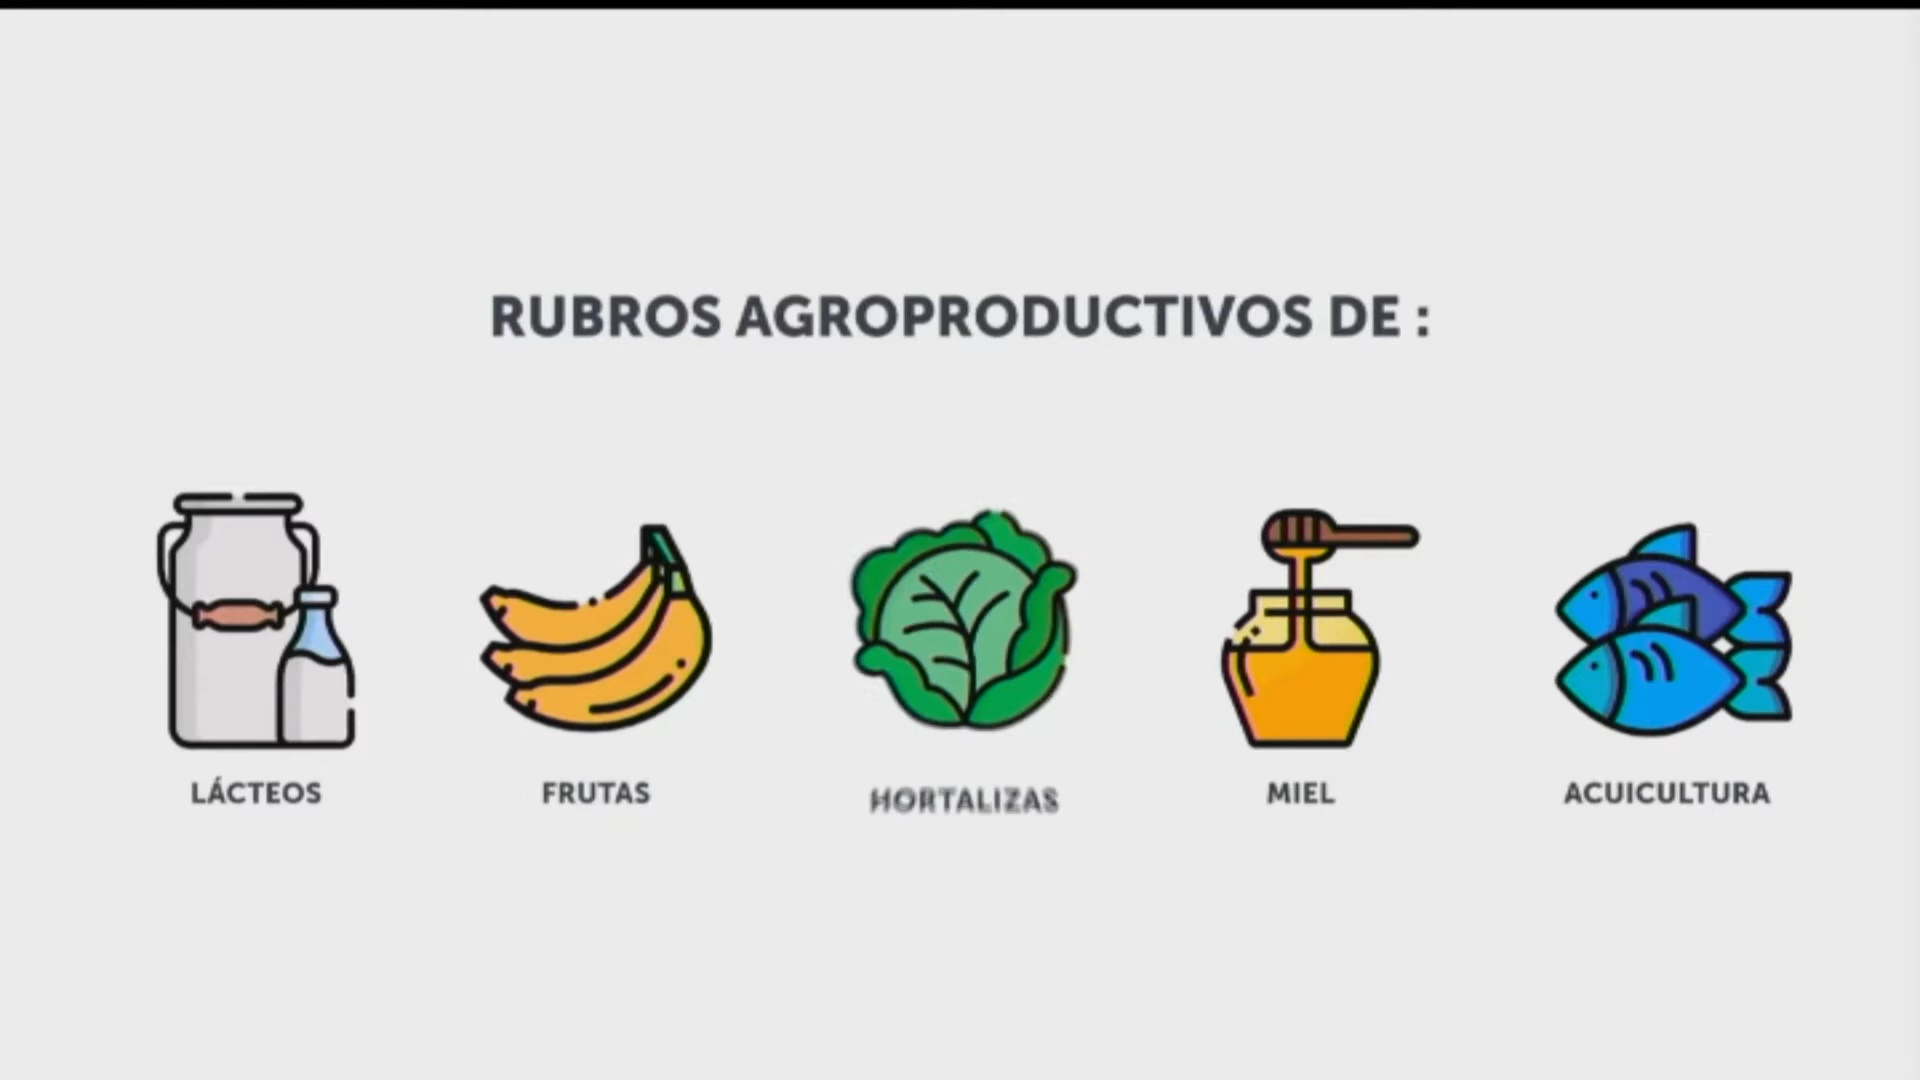 RUBROS AGROPRODUCTIVOS DE :
LÁCTEOS
FRUTAS
HORTALIZAS
MIEL
ACUICULTURA